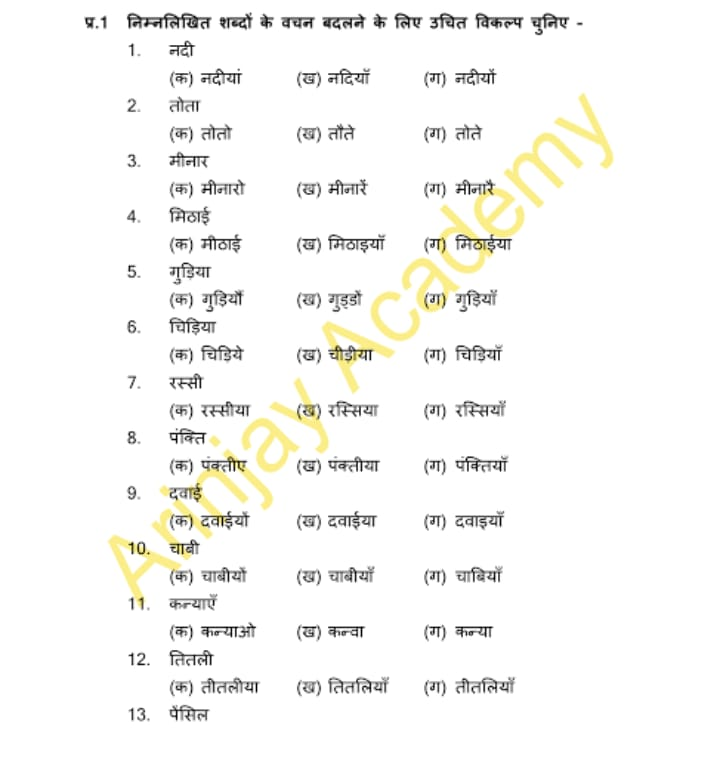 प्र.1 निम्नलिखित शब्दों के वचन बदलने के लिए उचित विकल्प चुनिए -
1. नदी
(क) नदीयां (ख) नदियाँ (ग) नदीयों
2. तोता
(क) तोतो (ख) तौते (ग) तोते
3. मीनार
(क) मीनारो (ख) मीनारें (ग) मीनारै
4. मिठाई
(क) मीठाई (ख) मिठाइयाँ (ग) मिठाईया
5. गुड़िया
(क) गुड़ियौं (ख) गुड्डों (ग) गुड़ियाँ
6. चिड़िया
(क) चिड़िये (ख) चीड़ीया (ग) चिड़ियाँ
7. रस्सी
(क) रस्सीया (ख) रस्सिया (ग) रस्सियाँ
8. पंक्ति
(क) पंक्तीए (ख) पंक्तीया (ग) पंक्तियाँ
9. दवाई
(क) दवाईयों (ख) दवाईया (ग) दवाइयाँ
10. चाबी
(क) चाबीयों (ख) चाबीयाँ (ग) चाबियाँ
11. कन्याएँ
(क) कन्याओ (ख) कन्वा (ग) कन्या
12. तितली
(क) तीतलीया (ख) तितलियाँ (ग) तीतलियाँ
13. पेंसिल
Arinjay Academy